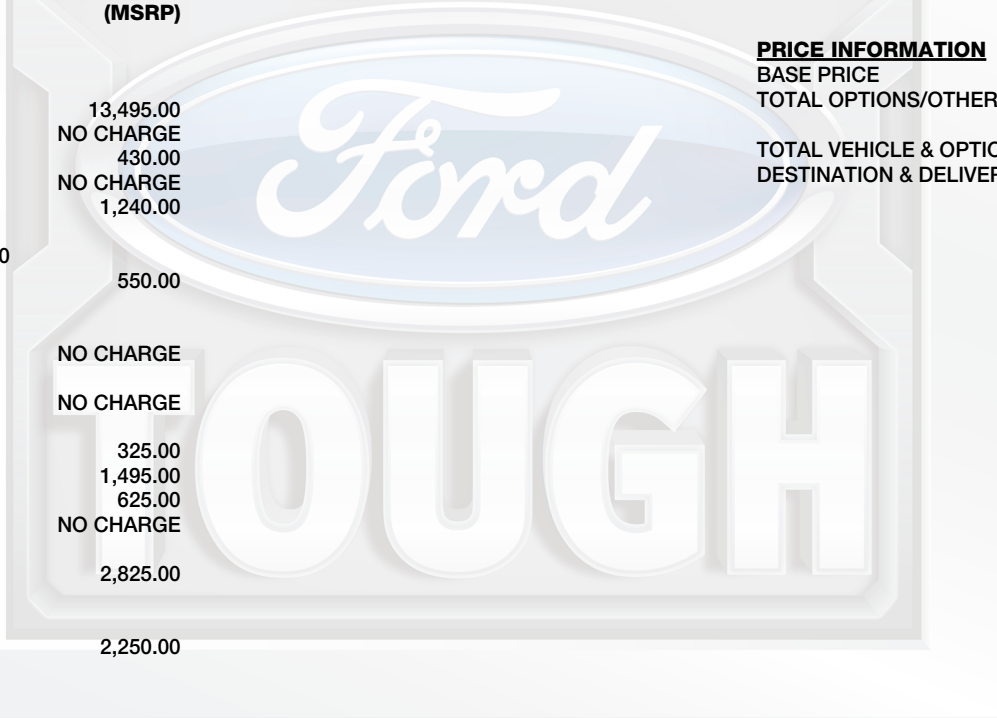 (MSRP)
13,495.00
NO CHARGE
430.00
NO CHARGE
1,240.00
0
550.00
NO CHARGE
NO CHARGE
325.00
1,495.00
625.00
NO CHARGE
2,825.00
2,250.00
PRICE INFORMATION
BASE PRICE
TOTAL OPTIONS/OTHER
TOTAL VEHICLE & OPTIO
DESTINATION & DELIVER
Ford
TOUGH